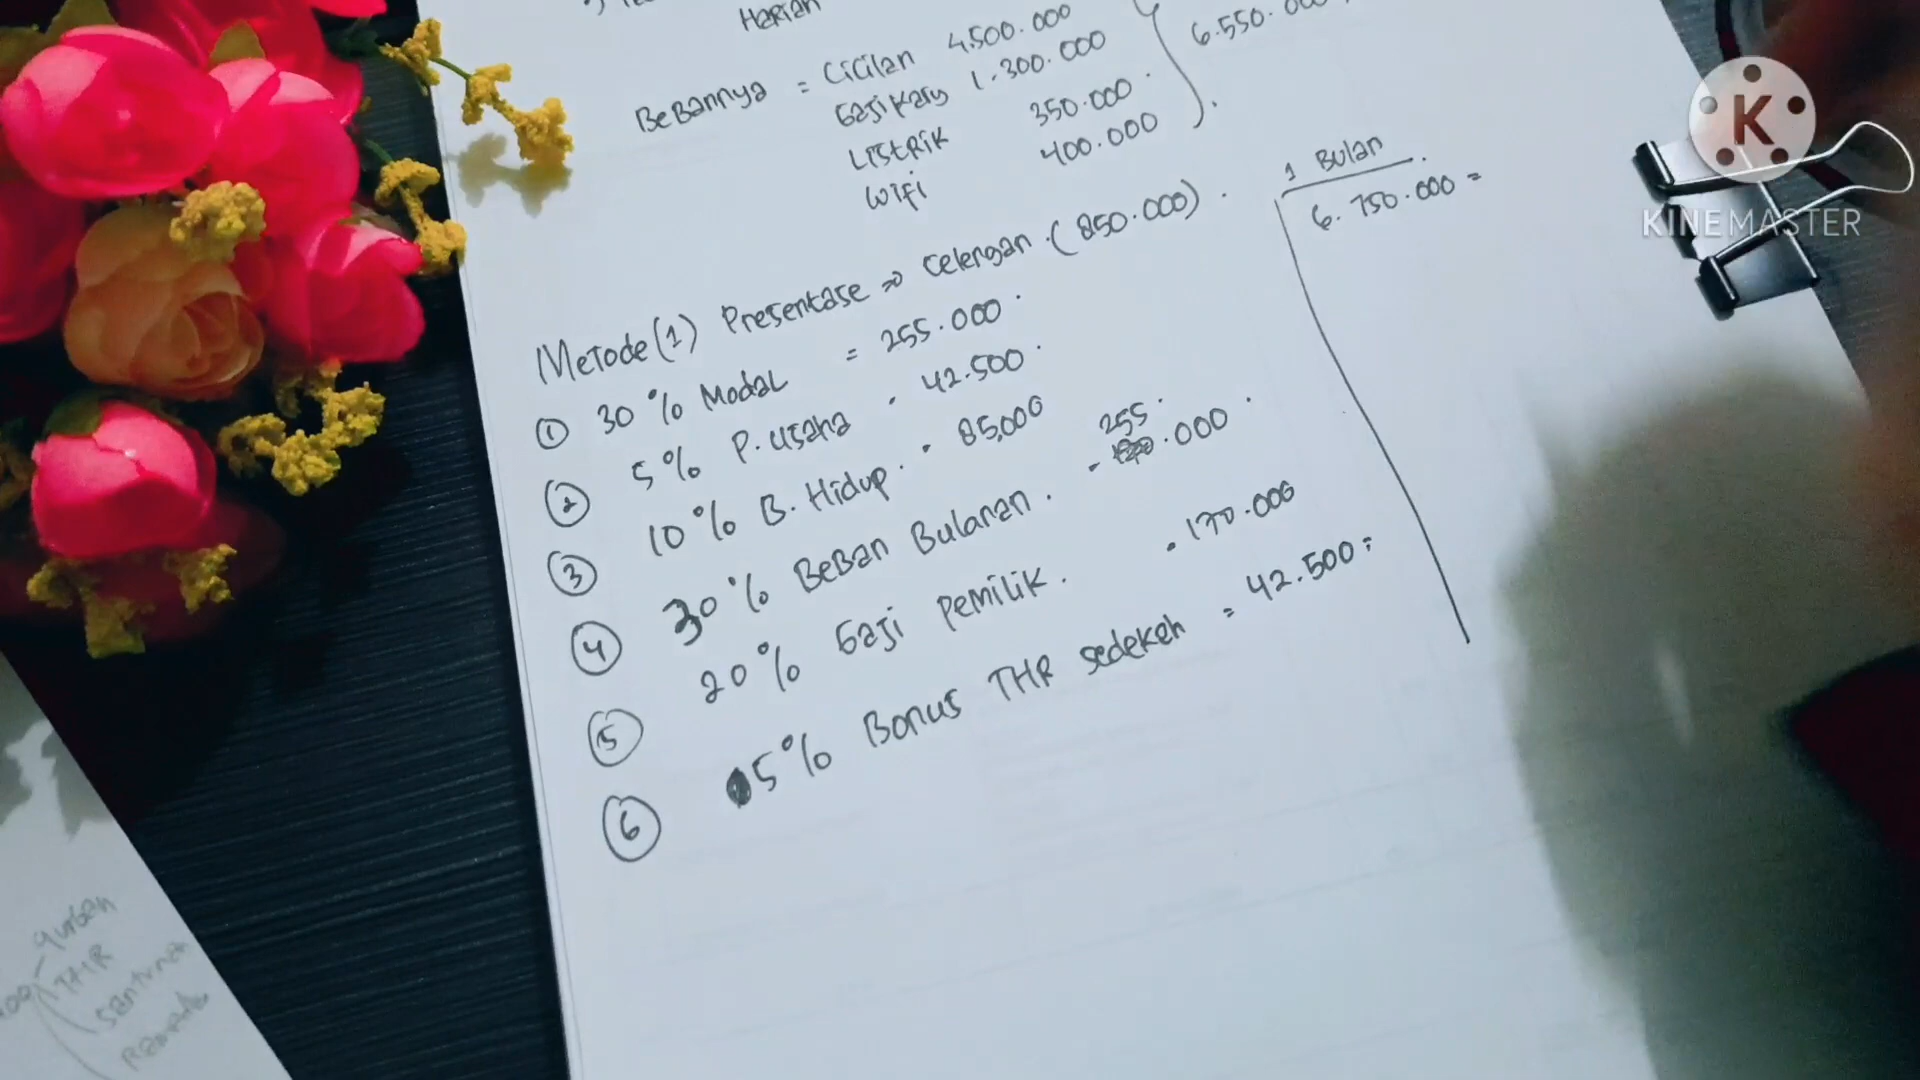 Harian
BeBannya = Cicilan 4.500.000
Gaji Kary 1.300.000
Listrik 350.000
Wifi 400.000
6.550.000
1 Bulan
6.750.000 =
Metode (1) Presentase => Celengan (850.000).
① 30% Modal = 255.000.
② 5% P. Usaha . 42.500.
③ 10% B. Hidup . 85.000
④ 30% BeBan Bulanan . 255.000.
⑤ 20% Gaji Pemilik . 170.000
⑥ 5% Bonus THR Sedekah = 42.500 =
K
KINEMASTER
qurban
THR
Santunan